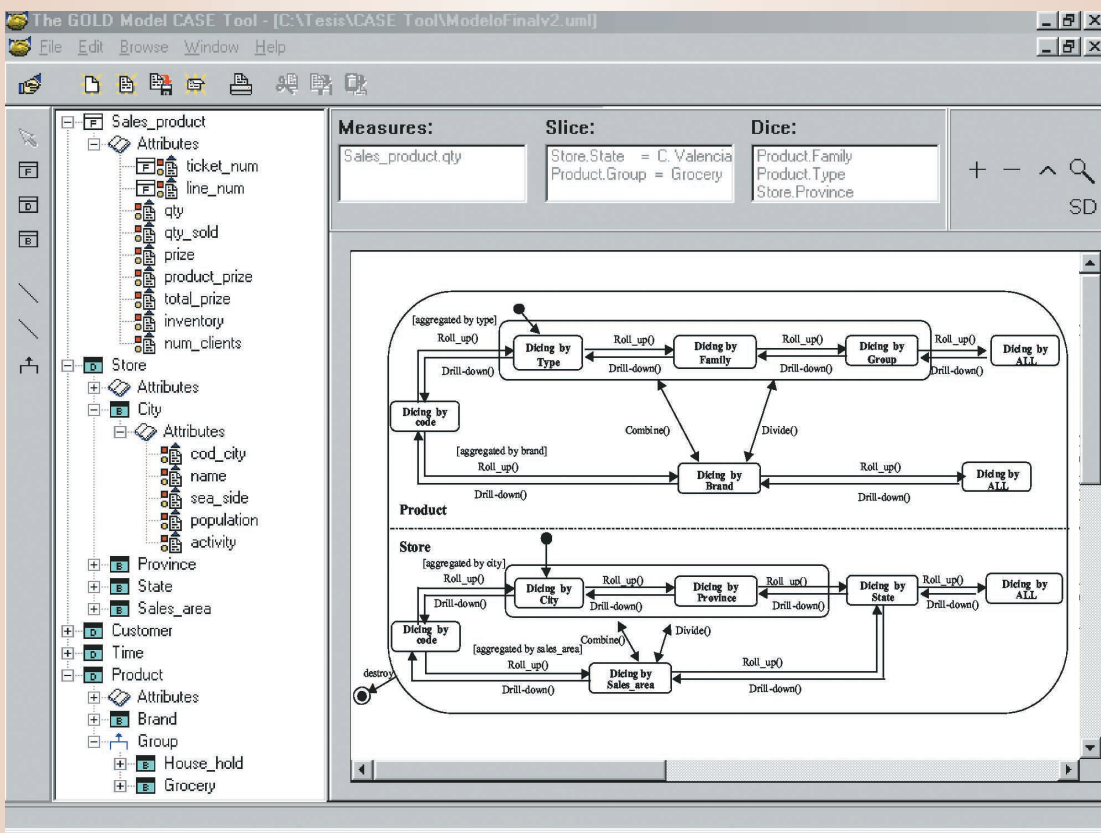 The GOLD Model CASE Tool - [C:\Tesis\CASE Tool\ModeloFinalv2.uml]
File Edit Browse Window Help
Sales_product
Attributes
F ticket_num
F line_num
qty
qty_sold
prize
product_prize
total_prize
inventory
num_clients
D Store
Attributes
B City
Attributes
cod_city
name
sea_side
population
activity
B Province
B State
B Sales_area
D Customer
D Time
D Product
Attributes
B Brand
Group
B House_hold
B Grocery
F
D
B
Measures:
Sales_product.qty
Slice:
Store.State = C. Valencia
Product.Group = Grocery
Dice:
Product.Family
Product.Type
Store.Province
SD
[aggregated by type]
Roll_up() Roll_up() Roll_up() Roll_up()
Dicing by Type
Dicing by Family
Dicing by Group
Dicing by ALL
Drill-down() Drill-down() Drill-down() Drill-down()
Dicing by code
Combine() Divide()
[aggregated by brand]
Roll_up() Roll_up()
Dicing by Brand
Dicing by ALL
Drill-down() Drill-down()
Product
Store
[aggregated by city]
Roll_up() Roll_up() Roll_up() Roll_up()
Dicing by City
Dicing by Province
Dicing by State
Dicing by ALL
Drill-down() Drill-down() Drill-down() Drill-down()
Dicing by code
Combine() Divide()
[aggregated by sales_area]
Roll_up() Roll_up()
Dicing by Sales_area
Drill-down() Drill-down()
destroy